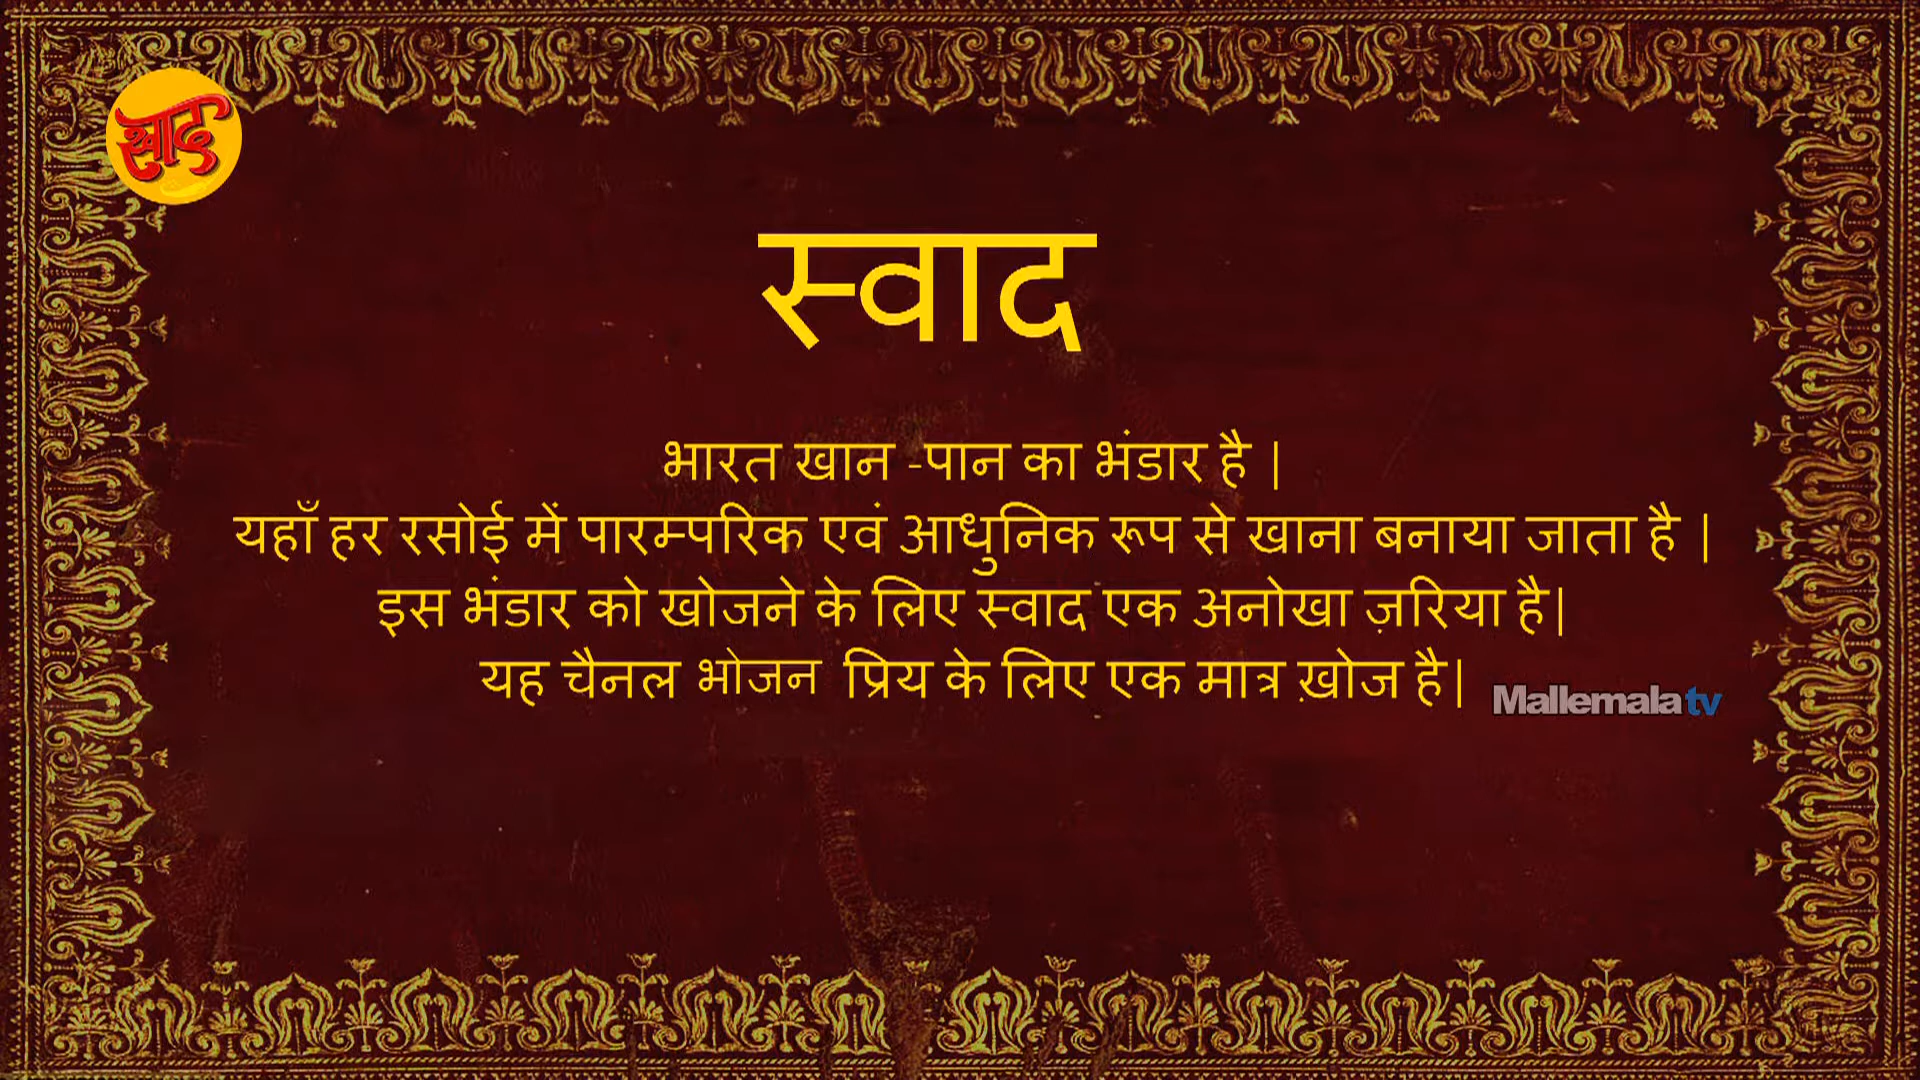 स्वाद
स्वाद
भारत खान -पान का भंडार है |
यहाँ हर रसोई में पारम्परिक एवं आधुनिक रूप से खाना बनाया जाता है |
इस भंडार को खोजने के लिए स्वाद एक अनोखा ज़रिया है|
यह चैनल भोजन प्रिय के लिए एक मात्र ख़ोज है|
Mallemalatv